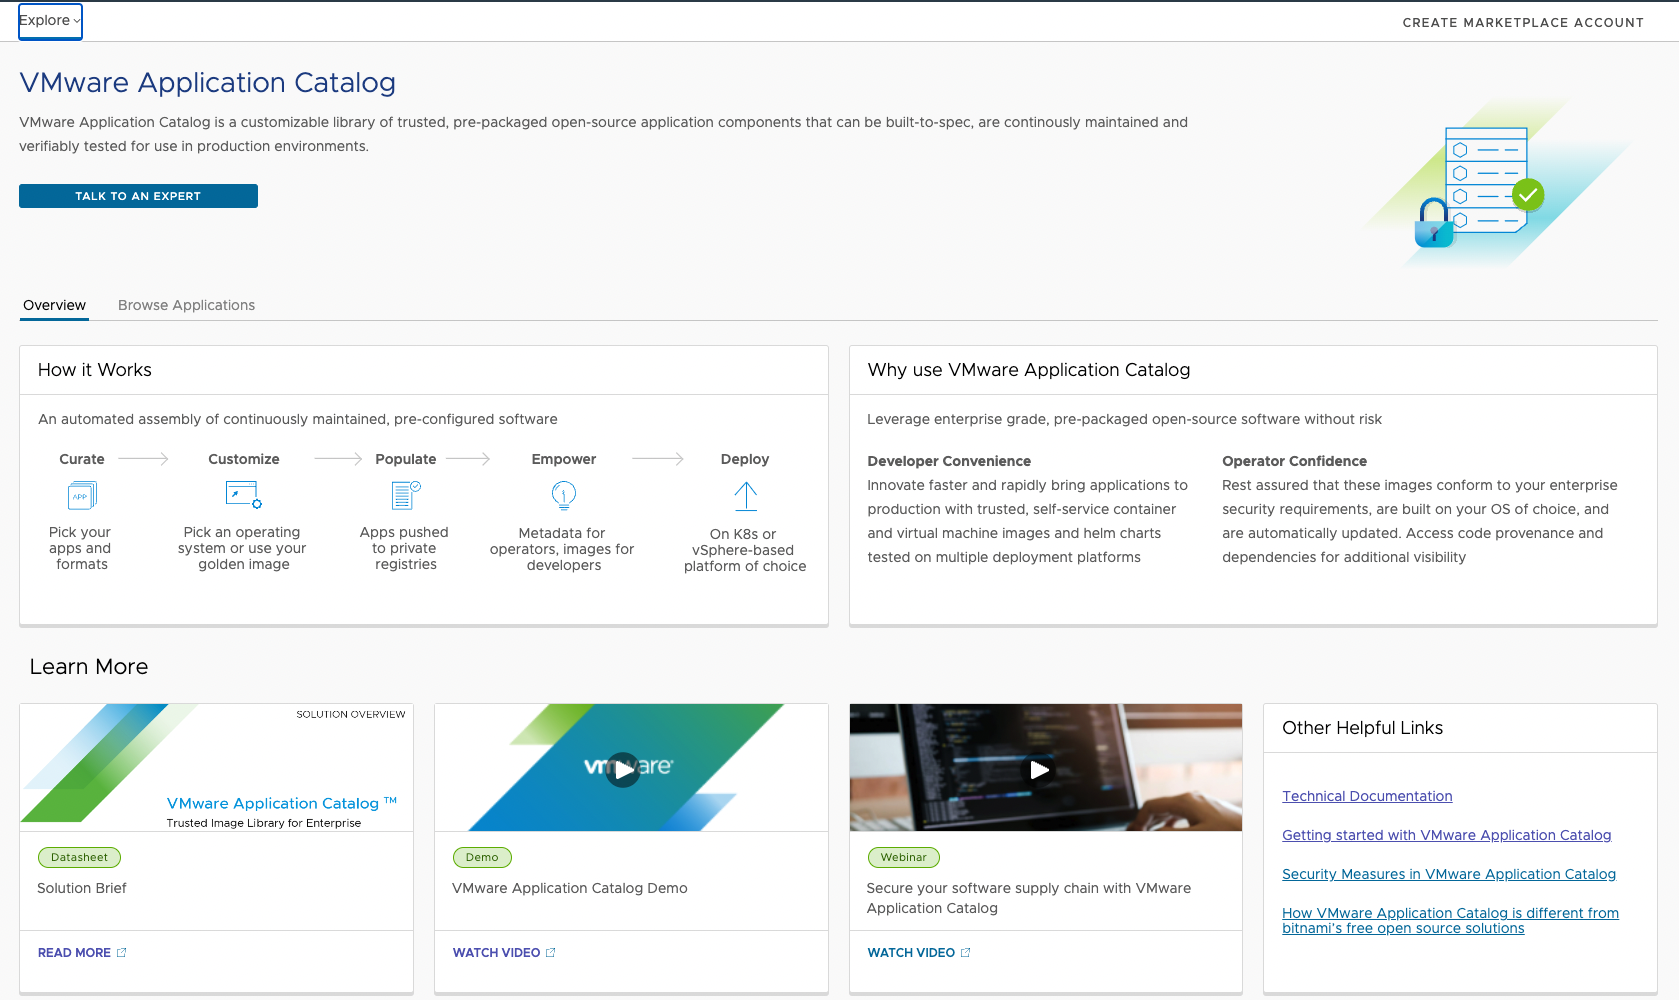 Explore
CREATE MARKETPLACE ACCOUNT
VMware Application Catalog
VMware Application Catalog is a customizable library of trusted, pre-packaged open-source application components that can be built-to-spec, are continously maintained and
verifiably tested for use in production environments.
TALK TO AN EXPERT
Overview
Browse Applications
How it Works
An automated assembly of continuously maintained, pre-configured software
Curate
Customize
Populate
Empower
Deploy
APP
Pick your
apps and
formats
Pick an operating
system or use your
golden image
Apps pushed
to private
registries
Metadata for
operators, images for
developers
On K8s or
vSphere-based
platform of choice
Why use VMware Application Catalog
Leverage enterprise grade, pre-packaged open-source software without risk
Developer Convenience
Innovate faster and rapidly bring applications to
production with trusted, self-service container
and virtual machine images and helm charts
tested on multiple deployment platforms
Operator Confidence
Rest assured that these images conform to your enterprise
security requirements, are built on your OS of choice, and
are automatically updated. Access code provenance and
dependencies for additional visibility
Learn More
SOLUTION OVERVIEW
VMware Application Catalog ™
Trusted Image Library for Enterprise
Datasheet
Solution Brief
READ MORE
vmware®
Demo
VMware Application Catalog Demo
WATCH VIDEO
Webinar
Secure your software supply chain with VMware
Application Catalog
WATCH VIDEO
Other Helpful Links
Technical Documentation
Getting started with VMware Application Catalog
Security Measures in VMware Application Catalog
How VMware Application Catalog is different from
bitnami's free open source solutions